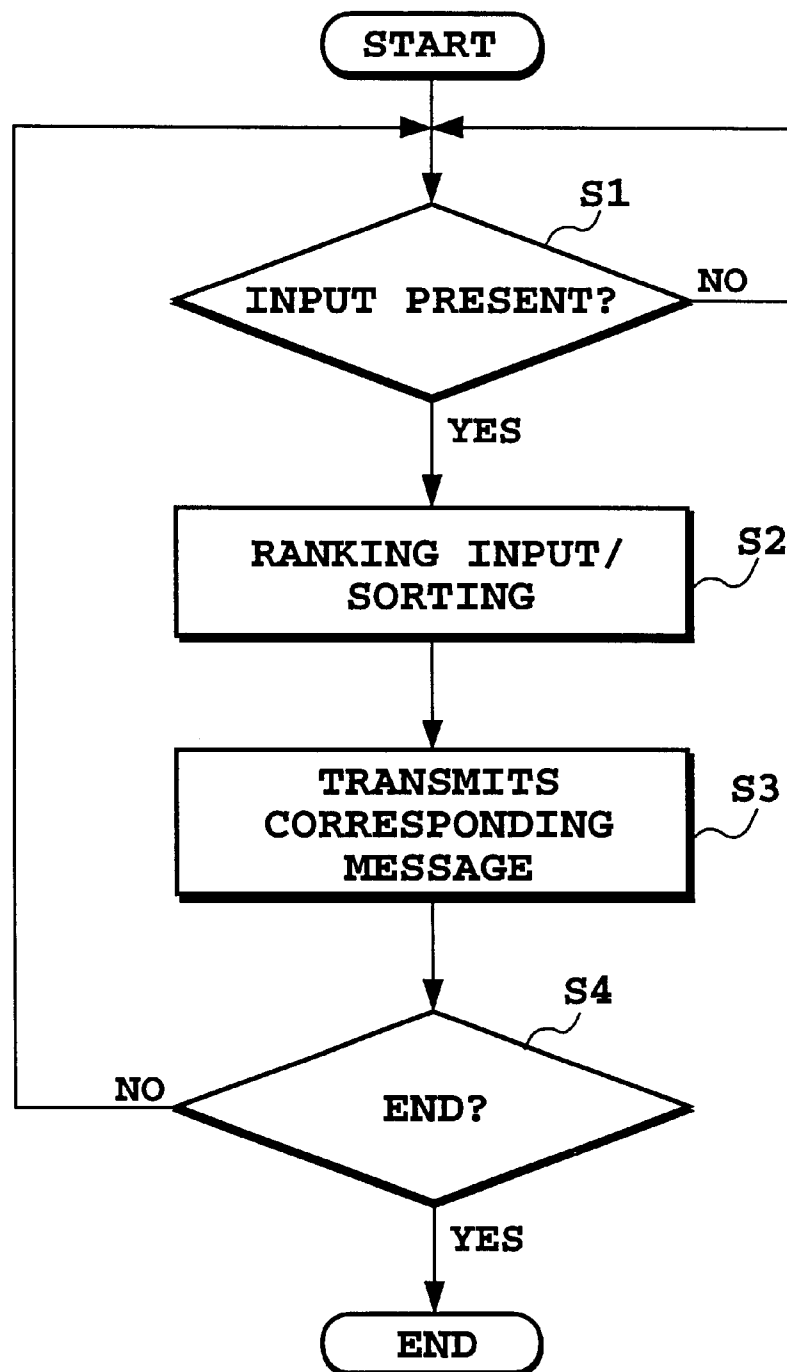 START
S1
INPUT PRESENT?
NO
YES
S2
RANKING INPUT/
SORTING
TRANSMITS
S3
CORRESPONDING
MESSAGE
S4
NO
END?
YES
END